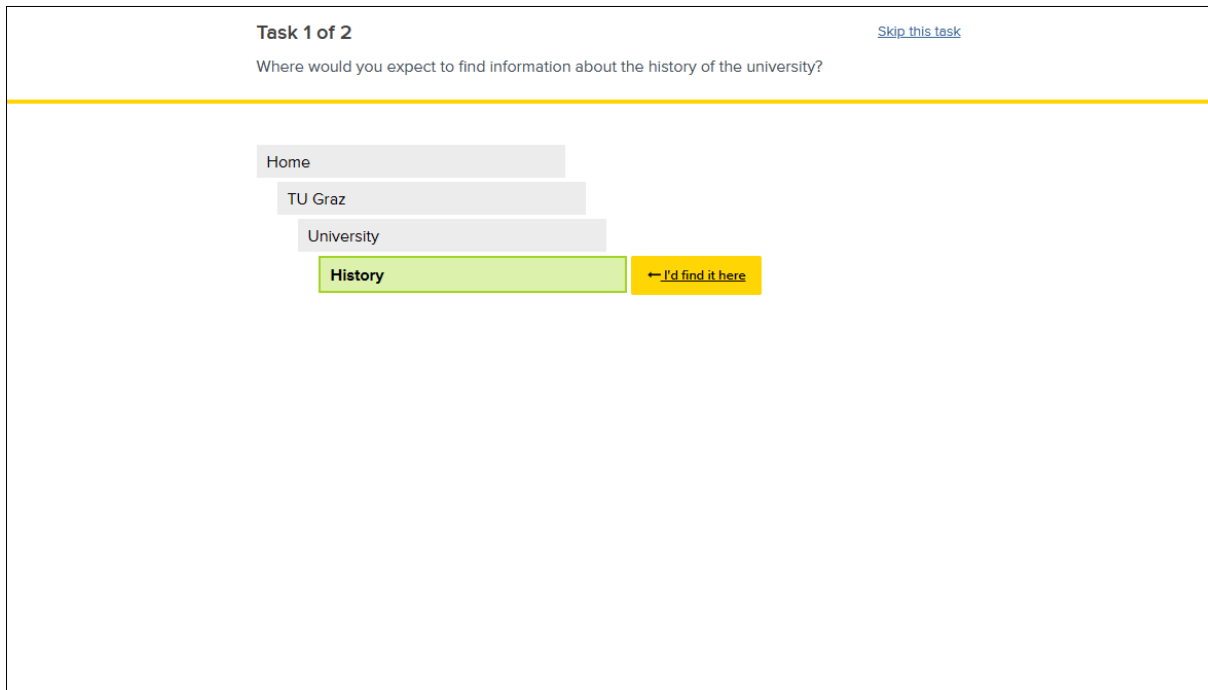 Task 1 of 2
Skip this task
Where would you expect to find information about the history of the university?
Home
TU Graz
University
History
← I'd find it here